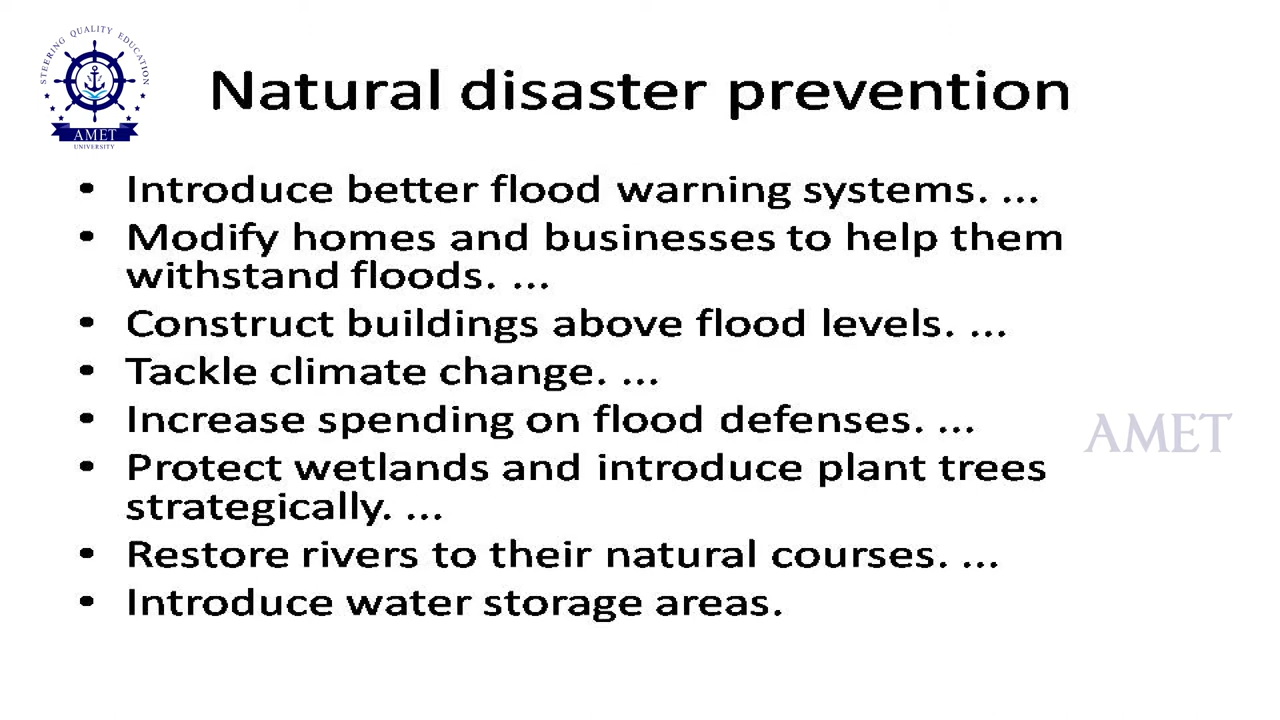 STEERING QUALITY EDUCATION
AMET
UNIVERSITY
Natural disaster prevention
• Introduce better flood warning systems. ...
• Modify homes and businesses to help them
withstand floods. ...
• Construct buildings above flood levels. ...
• Tackle climate change. ...
• Increase spending on flood defenses. ...
AMET
• Protect wetlands and introduce plant trees
strategically. ...
• Restore rivers to their natural courses. ...
• Introduce water storage areas.